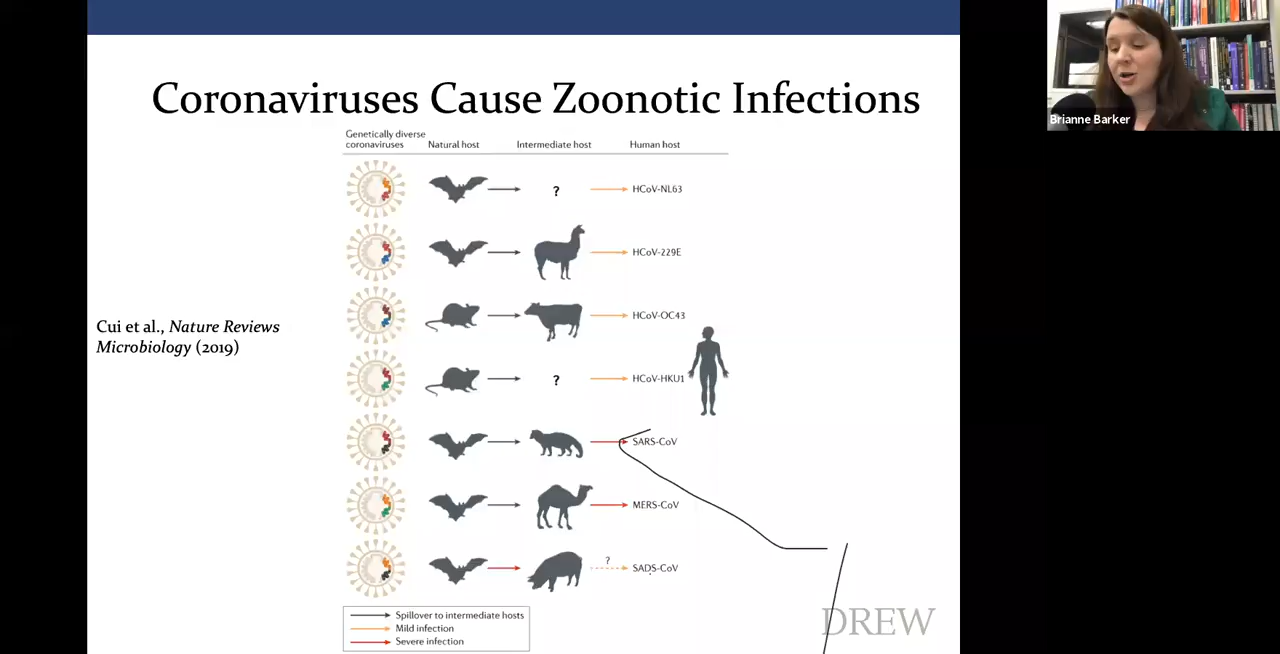 Brianne Barker
Coronaviruses Cause Zoonotic Infections
Genetically diverse
coronaviruses
Natural host
Intermediate host
Human host
?
HCoV-NL63
HCoV-229E
HCoV-OC43
?
HCoV-HKU1
SARS-CoV
MERS-CoV
?
SADS-CoV
Cui et al., Nature Reviews
Microbiology (2019)
Spillover to intermediate hosts
Mild infection
Severe infection
DREW